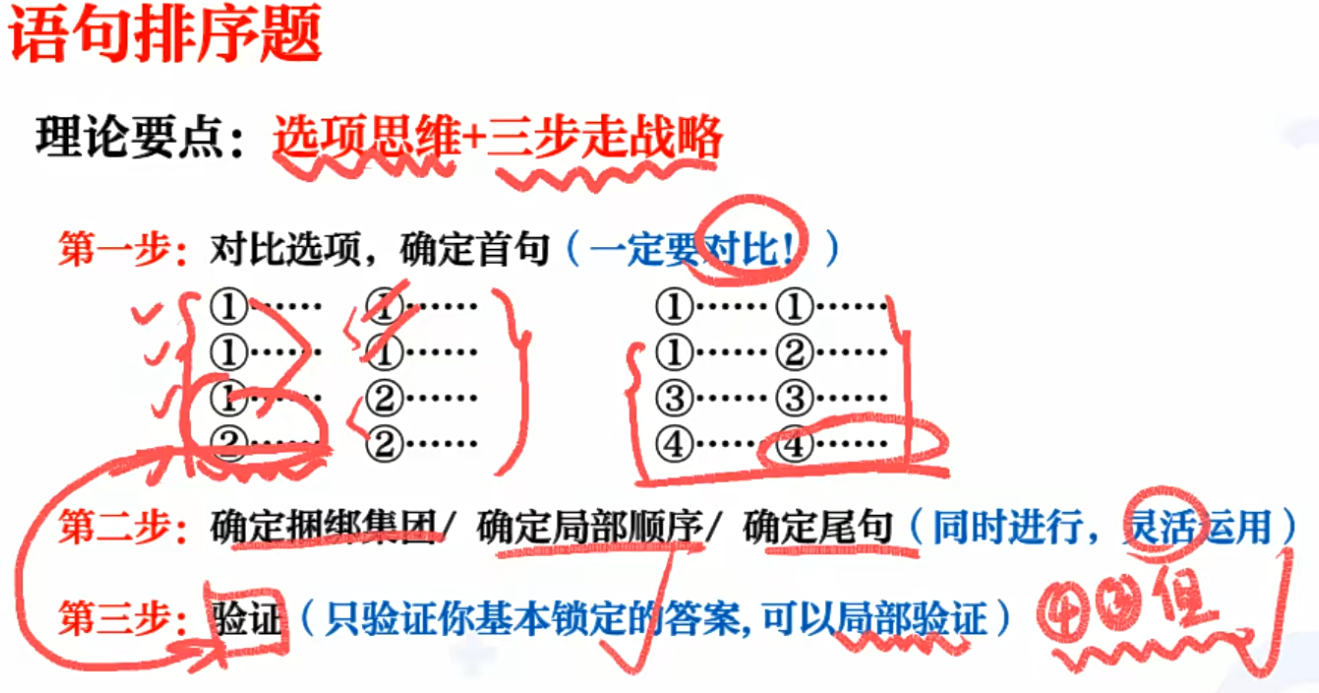 语句排序题
理论要点：选项思维+三步走战略
第一步：对比选项，确定首句（一定要对比！）
①…… ①…… ①…… ①……
①…… ①…… ①…… ②……
①…… ②…… ③…… ③……
②…… ②…… ④…… ④……
第二步：确定捆绑集团/ 确定局部顺序/ 确定尾句（同时进行，灵活运用）
第三步：验证（只验证你基本锁定的答案,可以局部验证）
④③但